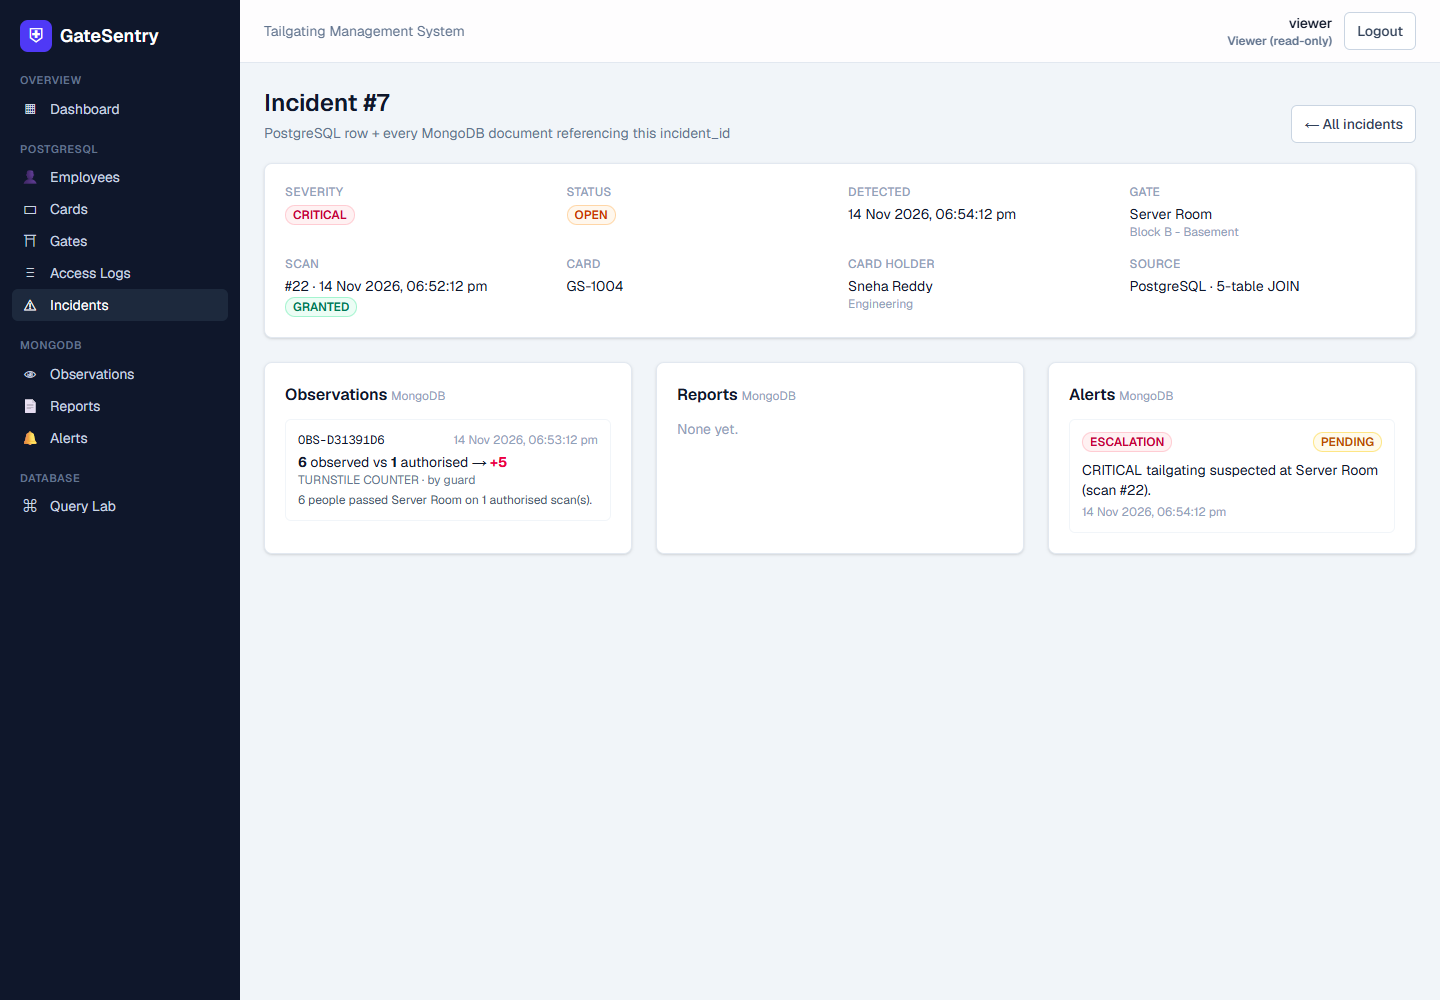 GateSentry
OVERVIEW
Dashboard
POSTGRESQL
Employees
Cards
Gates
Access Logs
Incidents
MONGODB
Observations
Reports
Alerts
DATABASE
Query Lab
Tailgating Management System
viewer
Viewer (read-only)
Logout
Incident #7
PostgreSQL row + every MongoDB document referencing this incident_id
← All incidents
SEVERITY
CRITICAL
STATUS
OPEN
DETECTED
14 Nov 2026, 06:54:12 pm
GATE
Server Room
Block B - Basement
SCAN
#22 · 14 Nov 2026, 06:52:12 pm
GRANTED
CARD
GS-1004
CARD HOLDER
Sneha Reddy
Engineering
SOURCE
PostgreSQL · 5-table JOIN
Observations MongoDB
OBS-D31391D6 14 Nov 2026, 06:53:12 pm
6 observed vs 1 authorised → +5
TURNSTILE COUNTER · by guard
6 people passed Server Room on 1 authorised scan(s).
Reports MongoDB
None yet.
Alerts MongoDB
ESCALATION PENDING
CRITICAL tailgating suspected at Server Room
(scan #22).
14 Nov 2026, 06:54:12 pm